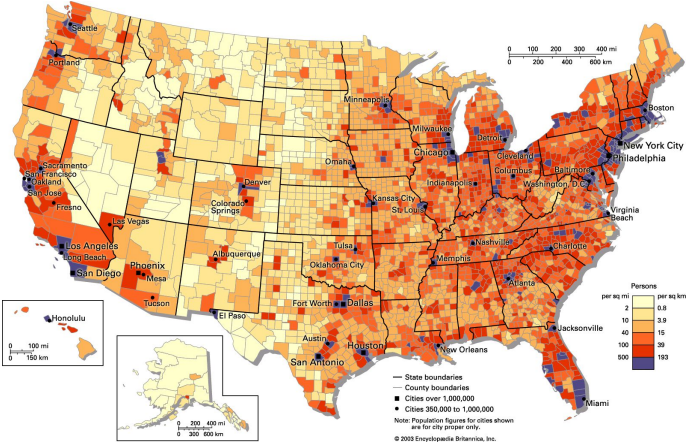 Seattle
Portland
Minneapolis
Milwaukee
Detroit
Boston
Chicago
Cleveland
New York City
Philadelphia
Omaha
Columbus
Baltimore
Indianapolis
Washington, D.C.
Sacramento
San Francisco
Oakland
San Jose
Fresno
Denver
Colorado
Springs
Kansas City
St. Louis
Virginia
Beach
Las Vegas
Los Angeles
Long Beach
San Diego
Phoenix
Mesa
Tucson
Albuquerque
Tulsa
Oklahoma City
Nashville
Memphis
Charlotte
Atlanta
El Paso
Fort Worth
Dallas
Austin
Houston
San Antonio
New Orleans
Jacksonville
Miami
Honolulu
0 200 400 mi
0 200 400 600 km
0 100 mi
0 150 km
0 200 400 mi
0 400 km
Persons
per sq mi per sq km
2 0.8
10 3.9
40 15
100 39
500 193
State boundaries
County boundaries
Cities over 1,000,000
Cities 350,000 to 1,000,000
Note: Population figures for cities shown
are for city proper only.
© 2003 Encyclopædia Britannica, Inc.